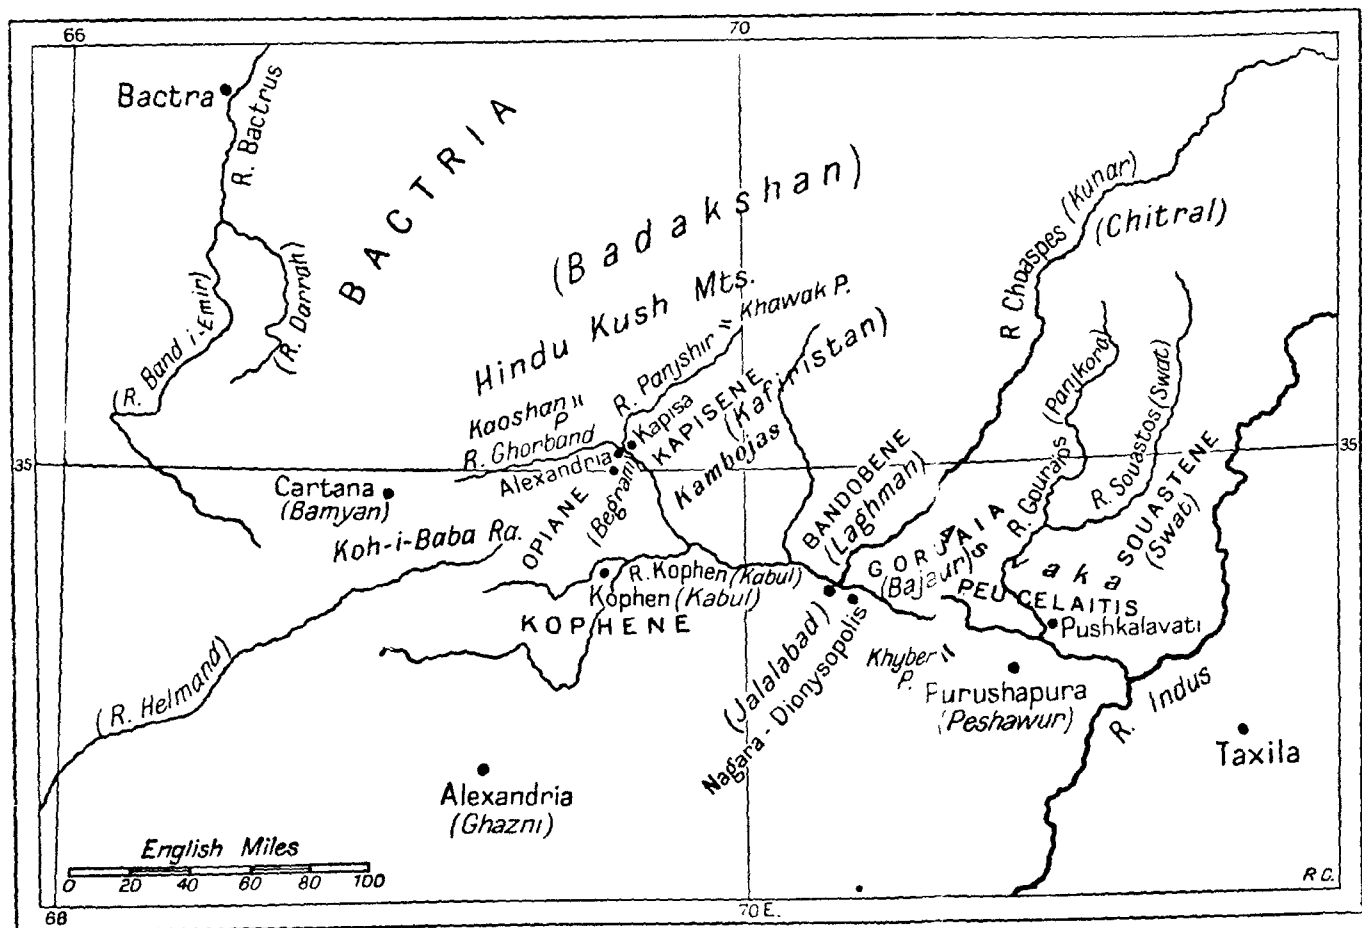 66
70
Bactra
R. Bactrus
BACTRIA
(Badakshan)
R Choaspes (Kunar)
(Chitral)
(R. Band i-Emir)
(R. Darrah)
Hindu Kush Mts.
Khawak P.
R. Panjshir
Kaoshan
P
R. Ghorband
Kapisa
KAPISENE
(Kafiristan)
Kambojas
(Panjkora)
R. Gouraios
R. Souastos (Swat)
35
35
Alexandria
(Begram)
Cartana
(Bamyan)
OPIANE
Koh-i-Baba Ra.
BANDOBENE
(Laghman)
GORUAIA
(Bajaur)
SOUASTENE
(Swat)
R. Kophen (Kabul)
Kophen (Kabul)
KOPHENE
PEUCELAITIS
Pushkalavati
(Jalalabad)
Nagara - Dionysopolis
Khyber
P.
Purushapura
(Peshawur)
R. Indus
Taxila
(R. Helmand)
Alexandria
(Ghazni)
English Miles
0 20 40 60 80 100
R C.
66
70 E.